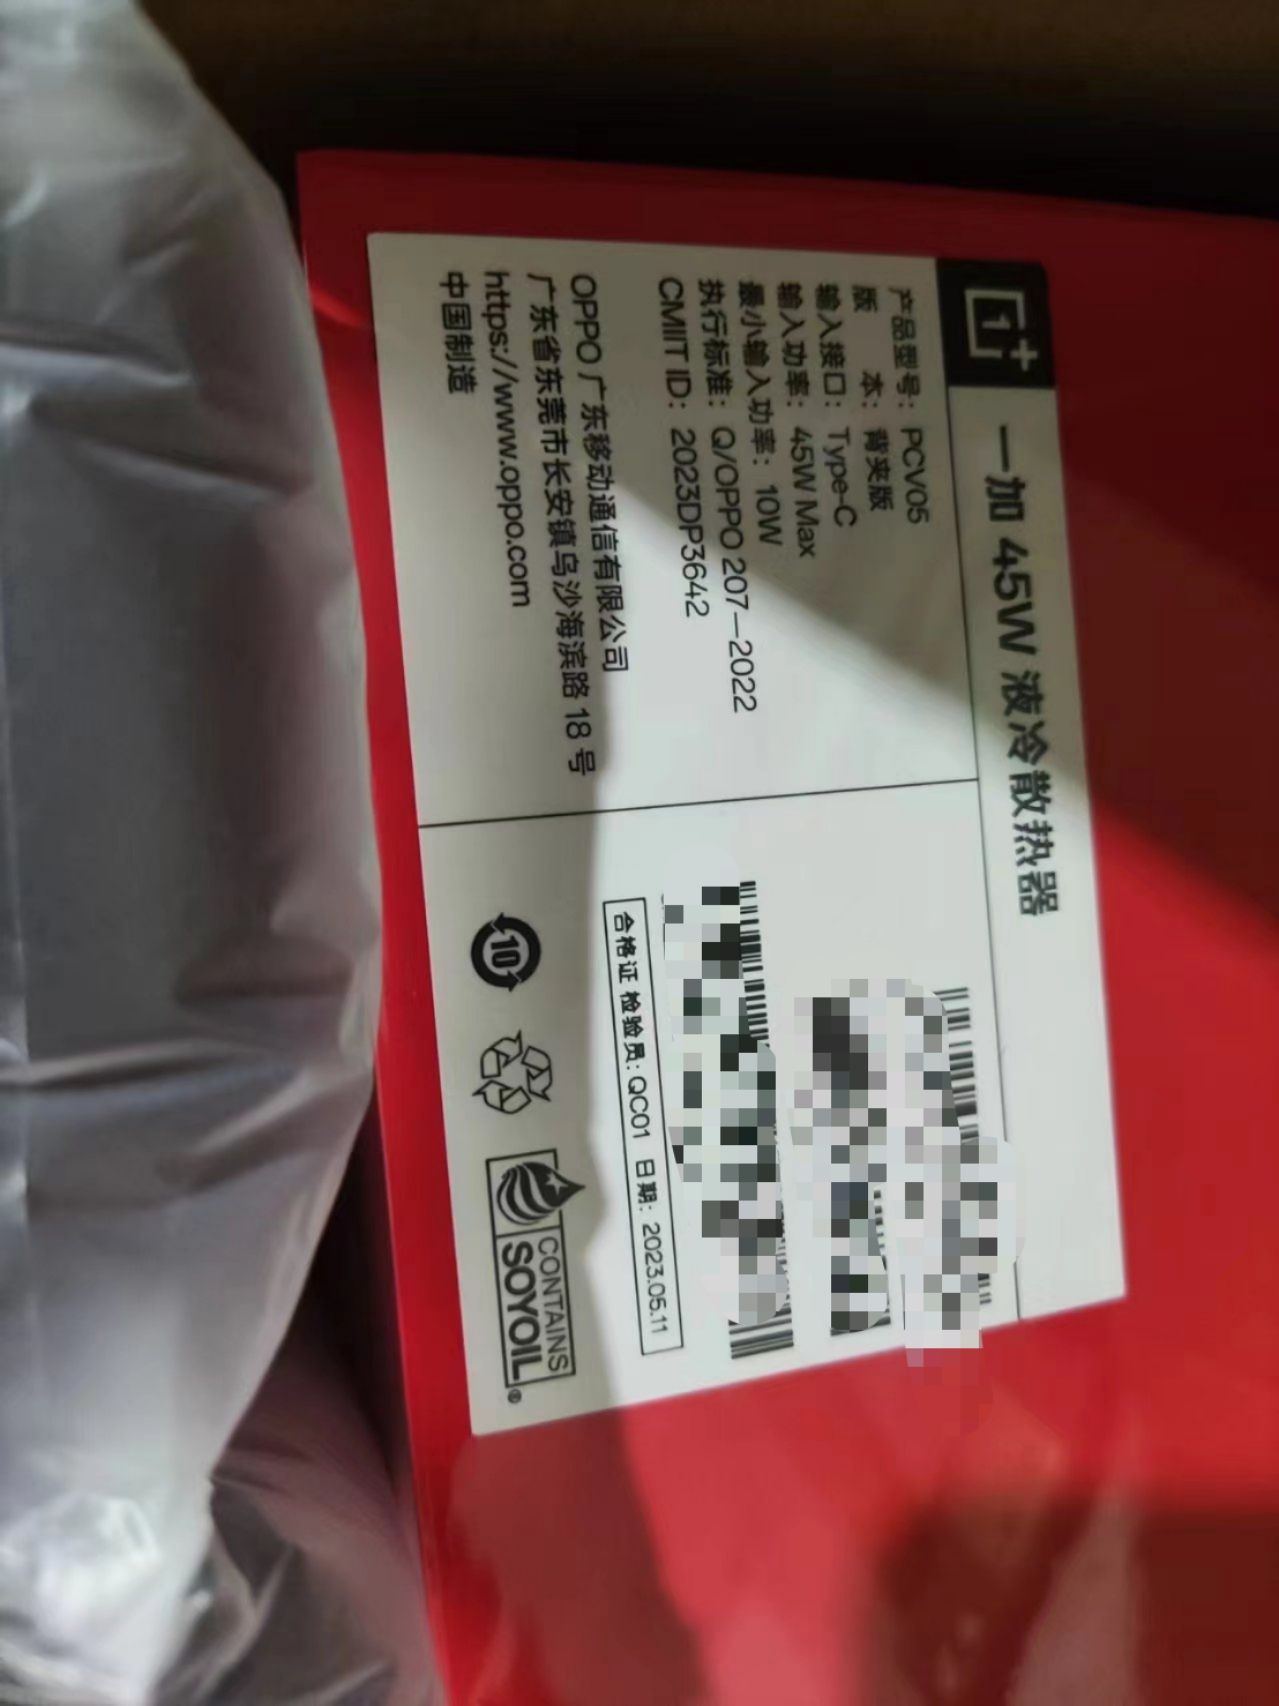 1+
一加 45W 液冷散热器
产品型号：PCV05
版 本：背夹版
输入接口：Type-C
输入功率：45W Max
最小输入功率：10W
执行标准：Q/OPPO 207—2022
CMIIT ID：2023DP3642
OPPO 广东移动通信有限公司
广东省东莞市长安镇乌沙海滨路 18 号
https://www.oppo.com
中国制造
合格证 检验员：QC01 日期：2023.05.11
10
CONTAINS
SOYOIL®